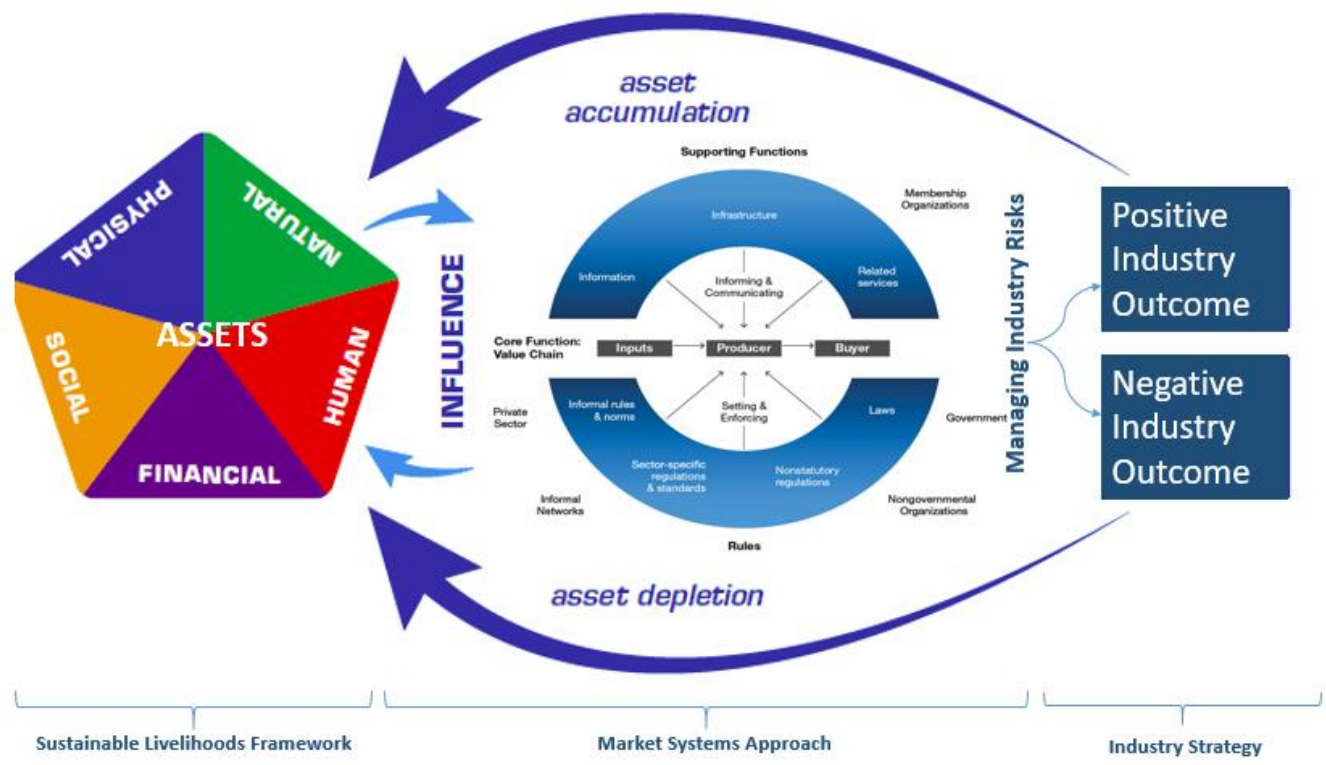 asset
accumulation
Supporting Functions
Membership
Organizations
Infrastructure
Information
Related
services
Informing &
Communicating
PHYSICAL
NATURAL
ASSETS
SOCIAL
HUMAN
FINANCIAL
INFLUENCE
Core Function:
Value Chain
Inputs
Producer
Buyer
Private
Sector
Informal rules
& norms
Setting &
Enforcing
Laws
Government
Sector-specific
regulations
& standards
Nonstatutory
regulations
Informal
Networks
Nongovernmental
Organizations
Rules
Managing Industry Risks
Positive
Industry
Outcome
Negative
Industry
Outcome
asset depletion
Sustainable Livelihoods Framework
Market Systems Approach
Industry Strategy